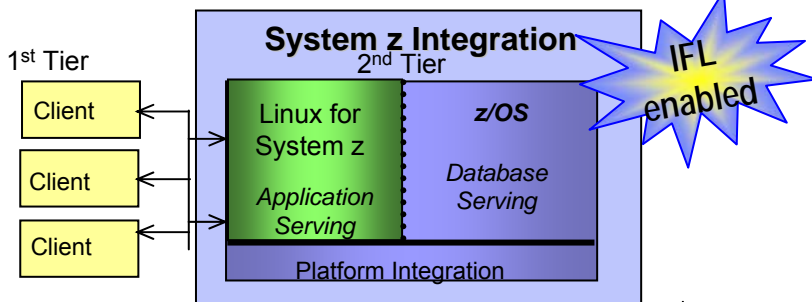 System z Integration
1st Tier
2nd Tier
IFL
enabled
Client
Client
Client
Linux for
System z
Application
Serving
z/OS
Database
Serving
Platform Integration